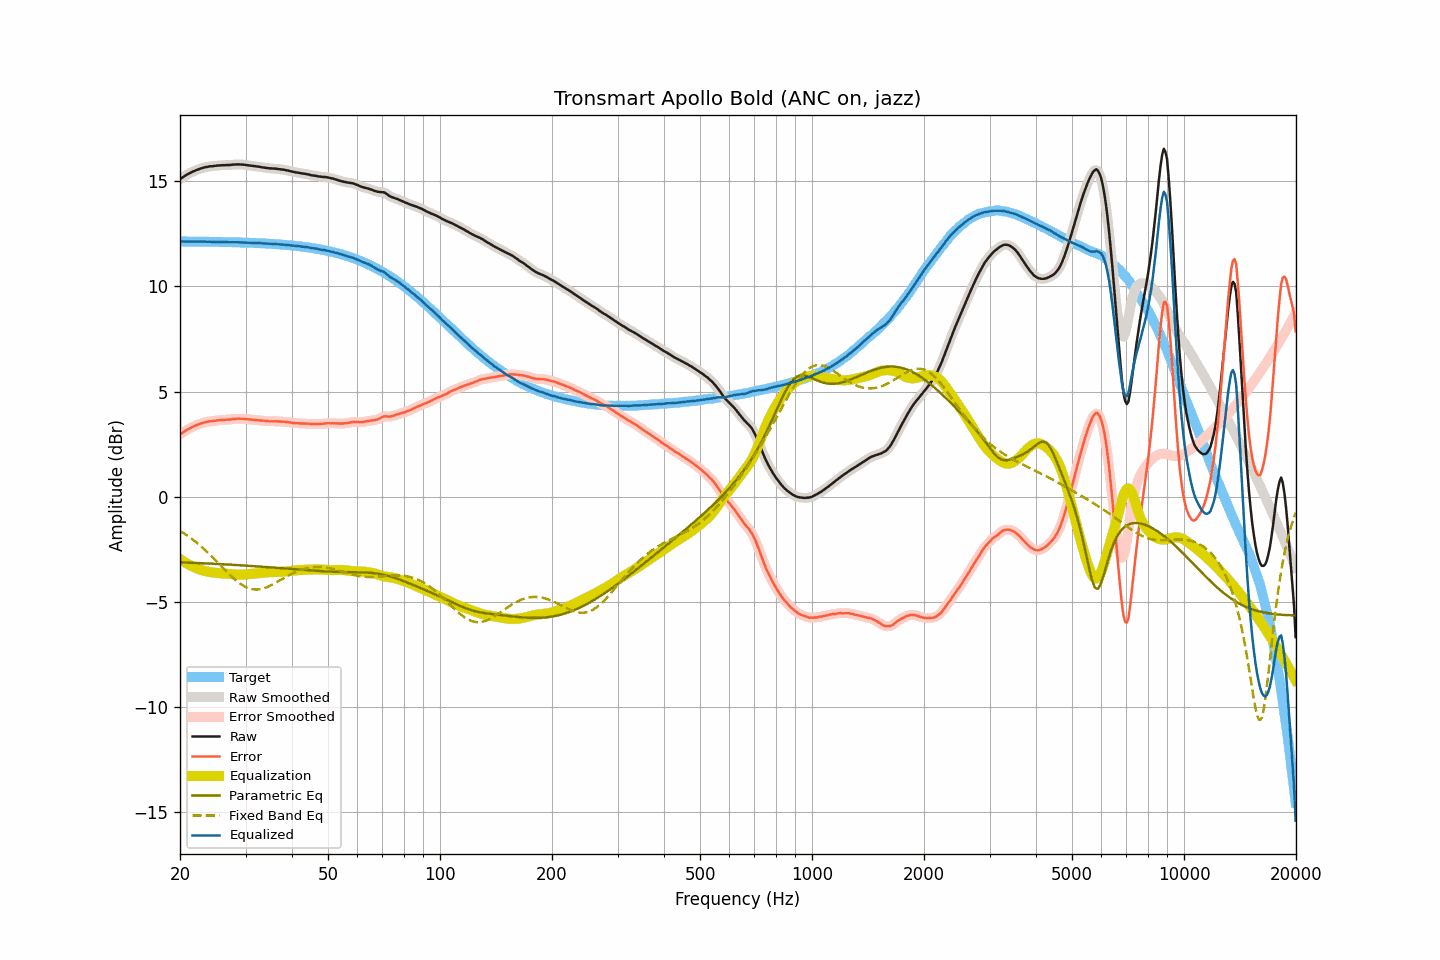 Tronsmart Apollo Bold (ANC on, jazz)
15
10
5
0
−5
−10
−15
Amplitude (dBr)
Target
Raw Smoothed
Error Smoothed
Raw
Error
Equalization
Parametric Eq
Fixed Band Eq
Equalized
20 50 100 200 500 1000 2000 5000 10000 20000
Frequency (Hz)